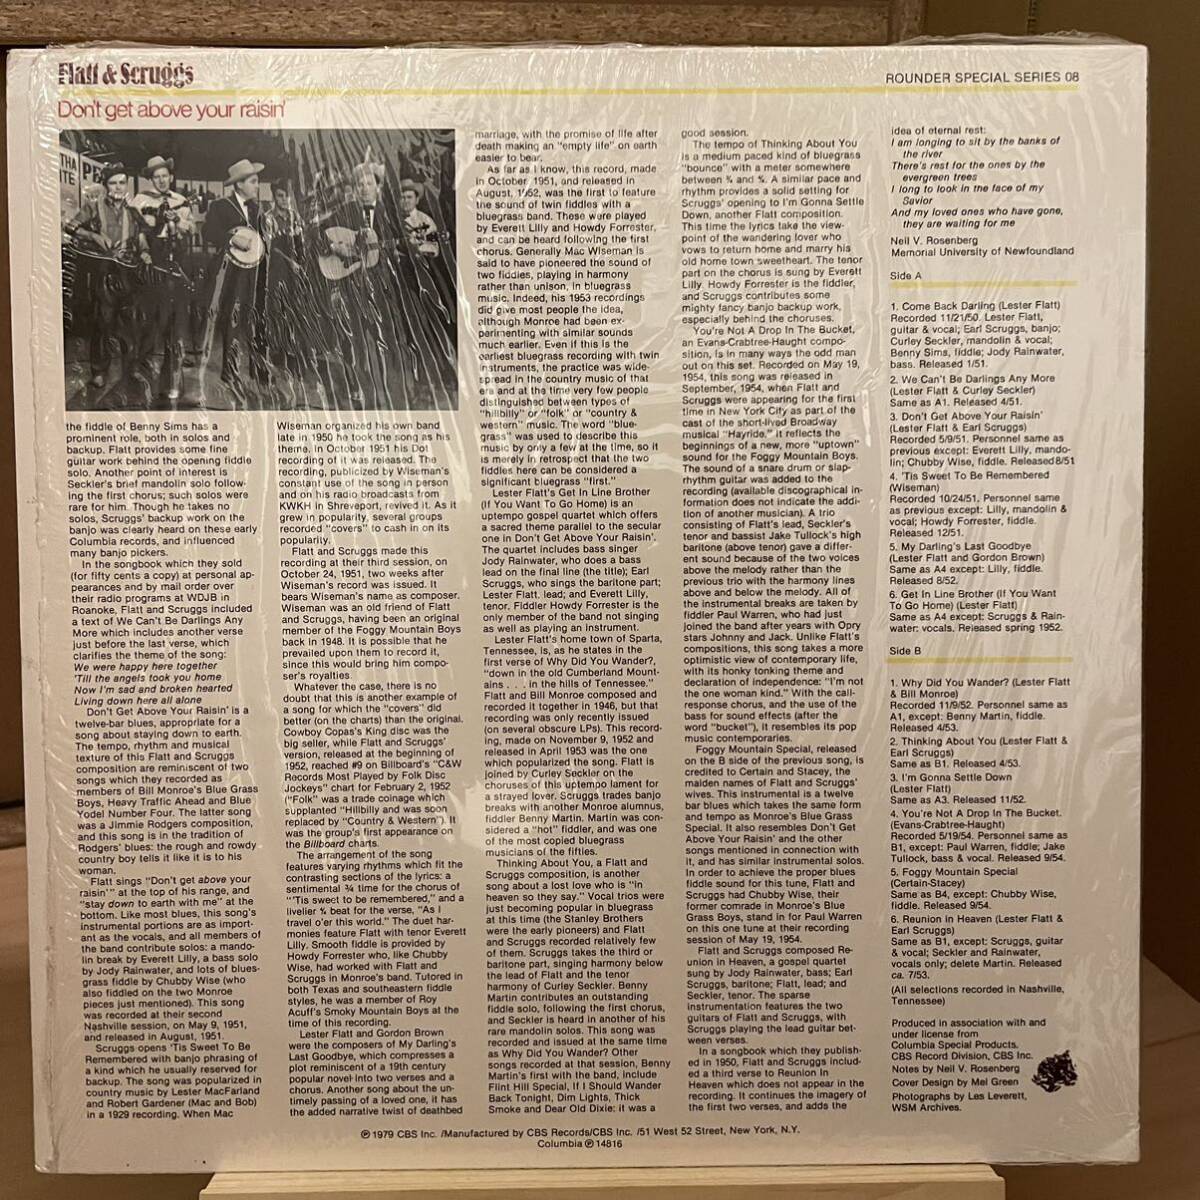 Flatt & Scruggs
Don't get above your raisin'
ROUNDER SPECIAL SERIES 08
the fiddle of Benny Sims has a
prominent role, both in solos and
backup. Flatt provides some fine
guitar work behind the opening fiddle
solo. Another point of interest is
Seckler's brief mandolin solo follow-
ing the first chorus; such solos were
rare for him. Though he takes no
solos, Scruggs' backup work on the
banjo was clearly heard on these early
Columbia records, and influenced
many banjo pickers.
In the songbook which they sold
(for fifty cents a copy) at personal ap-
pearances and by mail order over
their radio programs at WDJB in
Roanoke, Flatt and Scruggs included
a text of We Can't Be Darlings Any
More which includes another verse
just before the last verse, which
clarifies the theme of the song:
We were happy here together
'Till the angels took you home
Now I'm sad and broken hearted
Living down here all alone
Don't Get Above Your Raisin' is a
twelve-bar blues, appropriate for a
song about staying down to earth.
The tempo, rhythm and musical
texture of this Flatt and Scruggs
composition are reminiscent of two
songs which they recorded as
members of Bill Monroe's Blue Grass
Boys, Heavy Traffic Ahead and Blue
Yodel Number Four. The latter song
was a Jimmie Rodgers composition,
and this song is in the tradition of
Rodgers' blues: the rough and rowdy
country boy tells it like it is to his
woman.
Flatt sings "Don't get above your
raisin'" at the top of his range, and
"stay down to earth with me" at the
bottom. Like most blues, this song's
instrumental portions are as import-
ant as the vocals, and all members of
the band contribute solos: a mando-
lin break by Everett Lilly, a bass solo
by Jody Rainwater, and lots of blues-
grass fiddle by Chubby Wise (who
also fiddled on the two Monroe
pieces just mentioned). This song
was recorded at their second
Nashville session, on May 9, 1951,
and released in August, 1951.
Scruggs opens 'Tis Sweet To Be
Remembered with banjo phrasing of
a kind which he usually reserved for
backup. The song was popularized in
country music by Lester MacFarland
and Robert Gardener (Mac and Bob)
in a 1929 recording. When Mac
Wiseman organized his own band
late in 1950 he took the song as his
theme. In October 1951 his Dot
recording of it was released. The
recording, publicized by Wiseman's
constant use of the song in person
and on his radio broadcasts from
KWKH in Shreveport, revived it. As it
grew in popularity, several groups
recorded "covers" to cash in on its
popularity.
Flatt and Scruggs made this
recording at their third session, on
October 24, 1951, two weeks after
Wiseman's record was issued. It
bears Wiseman's name as composer.
Wiseman was an old friend of Flatt
and Scruggs, having been an original
member of the Foggy Mountain Boys
back in 1948. It is possible that he
prevailed upon them to record it,
since this would bring him compo-
ser's royalties.
Whatever the case, there is no
doubt that this is another example of
a song for which the "covers" did
better (on the charts) than the original.
Cowboy Copas's King disc was the
big seller, while Flatt and Scruggs'
version, released at the beginning of
1952, reached #9 on Billboard's "C&W
Records Most Played by Folk Disc
Jockeys" chart for February 2, 1952
("Folk" was a trade coinage which
supplanted "Hillbilly and was soon
replaced by "Country & Western"). It
was the group's first appearance on
the Billboard charts.
The arrangement of the song
features varying rhythms which fit the
contrasting sections of the lyrics: a
sentimental ¾ time for the chorus of
"'Tis sweet to be remembered," and a
livelier ⁴⁄₄ beat for the verse, "As I
travel o'er this world." The duet har-
monies feature Flatt with tenor Everett
Lilly. Smooth fiddle is provided by
Howdy Forrester who, like Chubby
Wise, had worked with Flatt and
Scruggs in Monroe's band. Tutored in
both Texas and southeastern fiddle
styles, he was a member of Roy
Acuff's Smoky Mountain Boys at the
time of this recording.
Lester Flatt and Gordon Brown
were the composers of My Darling's
Last Goodbye, which compresses a
plot reminiscent of a 19th century
popular novel into two verses and a
chorus. Another song about the un-
timely passing of a loved one, it has
the added narrative twist of deathbed
marriage, with the promise of life after
death making an "empty life" on earth
easier to bear.
As far as I know, this record, made
in October 1951, and released in
August, 1952, was the first to feature
the sound of twin fiddles with a
bluegrass band. These were played
by Everett Lilly and Howdy Forrester,
and can be heard following the first
chorus. Generally Mac Wiseman is
said to have pioneered the sound of
two fiddles, playing in harmony
rather than unison, in bluegrass
music. Indeed, his 1953 recordings
did give most people the idea,
although Monroe had been ex-
perimenting with similar sounds
much earlier. Even if this is the
earliest bluegrass recording with twin
instruments, the practice was wide-
spread in the country music of that
era and at the time very few people
distinguished between types of
"hillbilly" or "folk" or "country &
western" music. The word "blue-
grass" was used to describe this
music by only a few at the time, so it
is merely in retrospect that the two
fiddles here can be considered a
significant bluegrass "first."
Lester Flatt's Get In Line Brother
(If You Want To Go Home) is an
uptempo gospel quartet which offers
a sacred theme parallel to the secular
one in Don't Get Above Your Raisin'.
The quartet includes bass singer
Jody Rainwater, who does a bass
lead on the final line (the title); Earl
Scruggs, who sings the baritone part;
Lester Flatt, lead; and Everett Lilly,
tenor. Fiddler Howdy Forrester is the
only member of the band not singing
as well as playing an instrument.
Lester Flatt's home town of Sparta,
Tennessee, is, as he states in the
first verse of Why Did You Wander?,
"down in the old Cumberland Mount-
ains . . . in the hills of Tennessee."
Flatt and Bill Monroe composed and
recorded it together in 1946, but that
recording was only recently issued
(on several obscure LPs). This record-
ing, made on November 9, 1952 and
released in April 1953 was the one
which popularized the song. Flatt is
joined by Curley Seckler on the
choruses of this uptempo lament for
a strayed lover. Scruggs trades banjo
breaks with another Monroe alumnus,
fiddler Benny Martin. Martin was con-
sidered a "hot" fiddler, and was one
of the most copied bluegrass
musicians of the fifties.
Thinking About You, a Flatt and
Scruggs composition, is another
song about a lost love who is "in
heaven so they say." Vocal trios were
just becoming popular in bluegrass
at this time (the Stanley Brothers
were the early pioneers) and Flatt
and Scruggs recorded relatively few
of them. Scruggs takes the third or
baritone part, singing harmony below
the lead of Flatt and the tenor
harmony of Curley Seckler. Benny
Martin contributes an outstanding
fiddle solo, following the first chorus,
and Seckler is heard in another of his
rare mandolin solos. This song was
recorded and issued at the same time
as Why Did You Wander? Other
songs recorded at that session, Benny
Martin's first with the band, include
Flint Hill Special, If I Should Wander
Back Tonight, Dim Lights, Thick
Smoke and Dear Old Dixie: it was a
good session.
The tempo of Thinking About You
is a medium paced kind of bluegrass
"bounce" with a meter somewhere
between and . A similar pace and
rhythm provides a solid setting for
Scruggs' opening to I'm Gonna Settle
Down, another Flatt composition.
This time the lyrics take the view-
point of the wandering lover who
vows to return home and marry his
old home town sweetheart. The tenor
part on the chorus is sung by Everett
Lilly. Howdy Forrester is the fiddler,
and Scruggs contributes some
mighty fancy banjo backup work,
especially behind the choruses.
You're Not A Drop In The Bucket,
an Evans-Crabtree-Haught compo-
sition, is in many ways the odd man
out on this set. Recorded on May 19,
1954, this song was released in
September, 1954, when Flatt and
Scruggs were appearing for the first
time in New York City as part of the
cast of the short-lived Broadway
musical "Hayride." It reflects the
beginnings of a new, more "uptown"
sound for the Foggy Mountain Boys.
The sound of a snare drum or slap-
rhythm guitar was added to the
recording (available discographical in-
formation does not indicate the addi-
tion of another musician). A trio
consisting of Flatt's lead, Seckler's
tenor and bassist Jake Tullock's high
baritone (above tenor) gave a differ-
ent sound because of the two voices
above the melody rather than the
previous trio with the harmony lines
above and below the melody. All of
the instrumental breaks are taken by
fiddler Paul Warren, who had just
joined the band after years with Opry
stars Johnny and Jack. Unlike Flatt's
compositions, this song takes a more
optimistic view of contemporary life,
with its honky tonking theme and
declaration of independence: "I'm not
the one woman kind." With the call-
response chorus, and the use of the
bass for sound effects (after the
word "bucket"), it resembles its pop
music contemporaries.
Foggy Mountain Special, released
on the B side of the previous song, is
credited to Certain and Stacey, the
maiden names of Flatt and Scruggs'
wives. This instrumental is a twelve
bar blues which takes the same form
and tempo as Monroe's Blue Grass
Special. It also resembles Don't Get
Above Your Raisin' and the other
songs mentioned in connection with
it, and has similar instrumental solos.
In order to achieve the proper blues
fiddle sound for this tune, Flatt and
Scruggs had Chubby Wise, their
former comrade in Monroe's Blue
Grass Boys, stand in for Paul Warren
on this one tune at their recording
session of May 19, 1954.
Flatt and Scruggs composed Re-
union in Heaven, a gospel quartet
sung by Jody Rainwater, bass; Earl
Scruggs, baritone; Flatt, lead; and
Seckler, tenor. The sparse
instrumentation features the two
guitars of Flatt and Scruggs, with
Scruggs playing the lead guitar bet-
ween verses.
In a songbook which they publish-
ed in 1950, Flatt and Scruggs includ-
ed a third verse to Reunion In
Heaven which does not appear in the
recording. It continues the imagery of
the first two verses, and adds the
idea of eternal rest:
I am longing to sit by the banks of
the river
There's rest for the ones by the
evergreen trees
I long to look in the face of my
Savior
And my loved ones who have gone,
they are waiting for me
Neil V. Rosenberg
Memorial University of Newfoundland
Side A
1. Come Back Darling (Lester Flatt)
Recorded 11/21/50. Lester Flatt,
guitar & vocal; Earl Scruggs, banjo;
Curley Seckler, mandolin & vocal;
Benny Sims, fiddle; Jody Rainwater,
bass. Released 1/51.
2. We Can't Be Darlings Any More
(Lester Flatt & Curley Seckler)
Same as A1. Released 4/51.
3. Don't Get Above Your Raisin'
(Lester Flatt & Earl Scruggs)
Recorded 5/9/51. Personnel same as
previous except: Everett Lilly, mando-
lin; Chubby Wise, fiddle. Released 8/51
4. 'Tis Sweet To Be Remembered
(Wiseman)
Recorded 10/24/51. Personnel same
as previous except: Lilly, mandolin &
vocal; Howdy Forrester, fiddle.
Released 12/51.
5. My Darling's Last Goodbye
(Lester Flatt and Gordon Brown)
Same as A4 except: Lilly, fiddle.
Released 8/52.
6. Get In Line Brother (If You Want
To Go Home) (Lester Flatt)
Same as A4 except: Scruggs & Rain-
water: vocals. Released spring 1952.
Side B
1. Why Did You Wander? (Lester Flatt
& Bill Monroe)
Recorded 11/9/52. Personnel same as
A1, except: Benny Martin, fiddle.
Released 4/53.
2. Thinking About You (Lester Flatt &
Earl Scruggs)
Same as B1. Released 4/53.
3. I'm Gonna Settle Down
(Lester Flatt)
Same as A3. Released 11/52.
4. You're Not A Drop In The Bucket.
(Evans-Crabtree-Haught)
Recorded 5/19/54. Personnel same as
B1, except: Paul Warren, fiddle; Jake
Tullock, bass & vocal. Released 9/54.
5. Foggy Mountain Special
(Certain-Stacey)
Same as B4, except: Chubby Wise,
fiddle. Released 9/54.
6. Reunion in Heaven (Lester Flatt &
Earl Scruggs)
Same as B1, except: Scruggs, guitar
& vocal; Seckler and Rainwater,
vocals only; delete Martin. Released
ca. 7/53.
(All selections recorded in Nashville,
Tennessee)
Produced in association with and
under license from
Columbia Special Products.
CBS Record Division, CBS Inc.
Notes by Neil V. Rosenberg
Cover Design by Mel Green
Photographs by Les Leverett,
WSM Archives.
℗ 1979 CBS Inc. /Manufactured by CBS Records/CBS Inc. /51 West 52 Street, New York, N.Y.
Columbia ℗ 14816